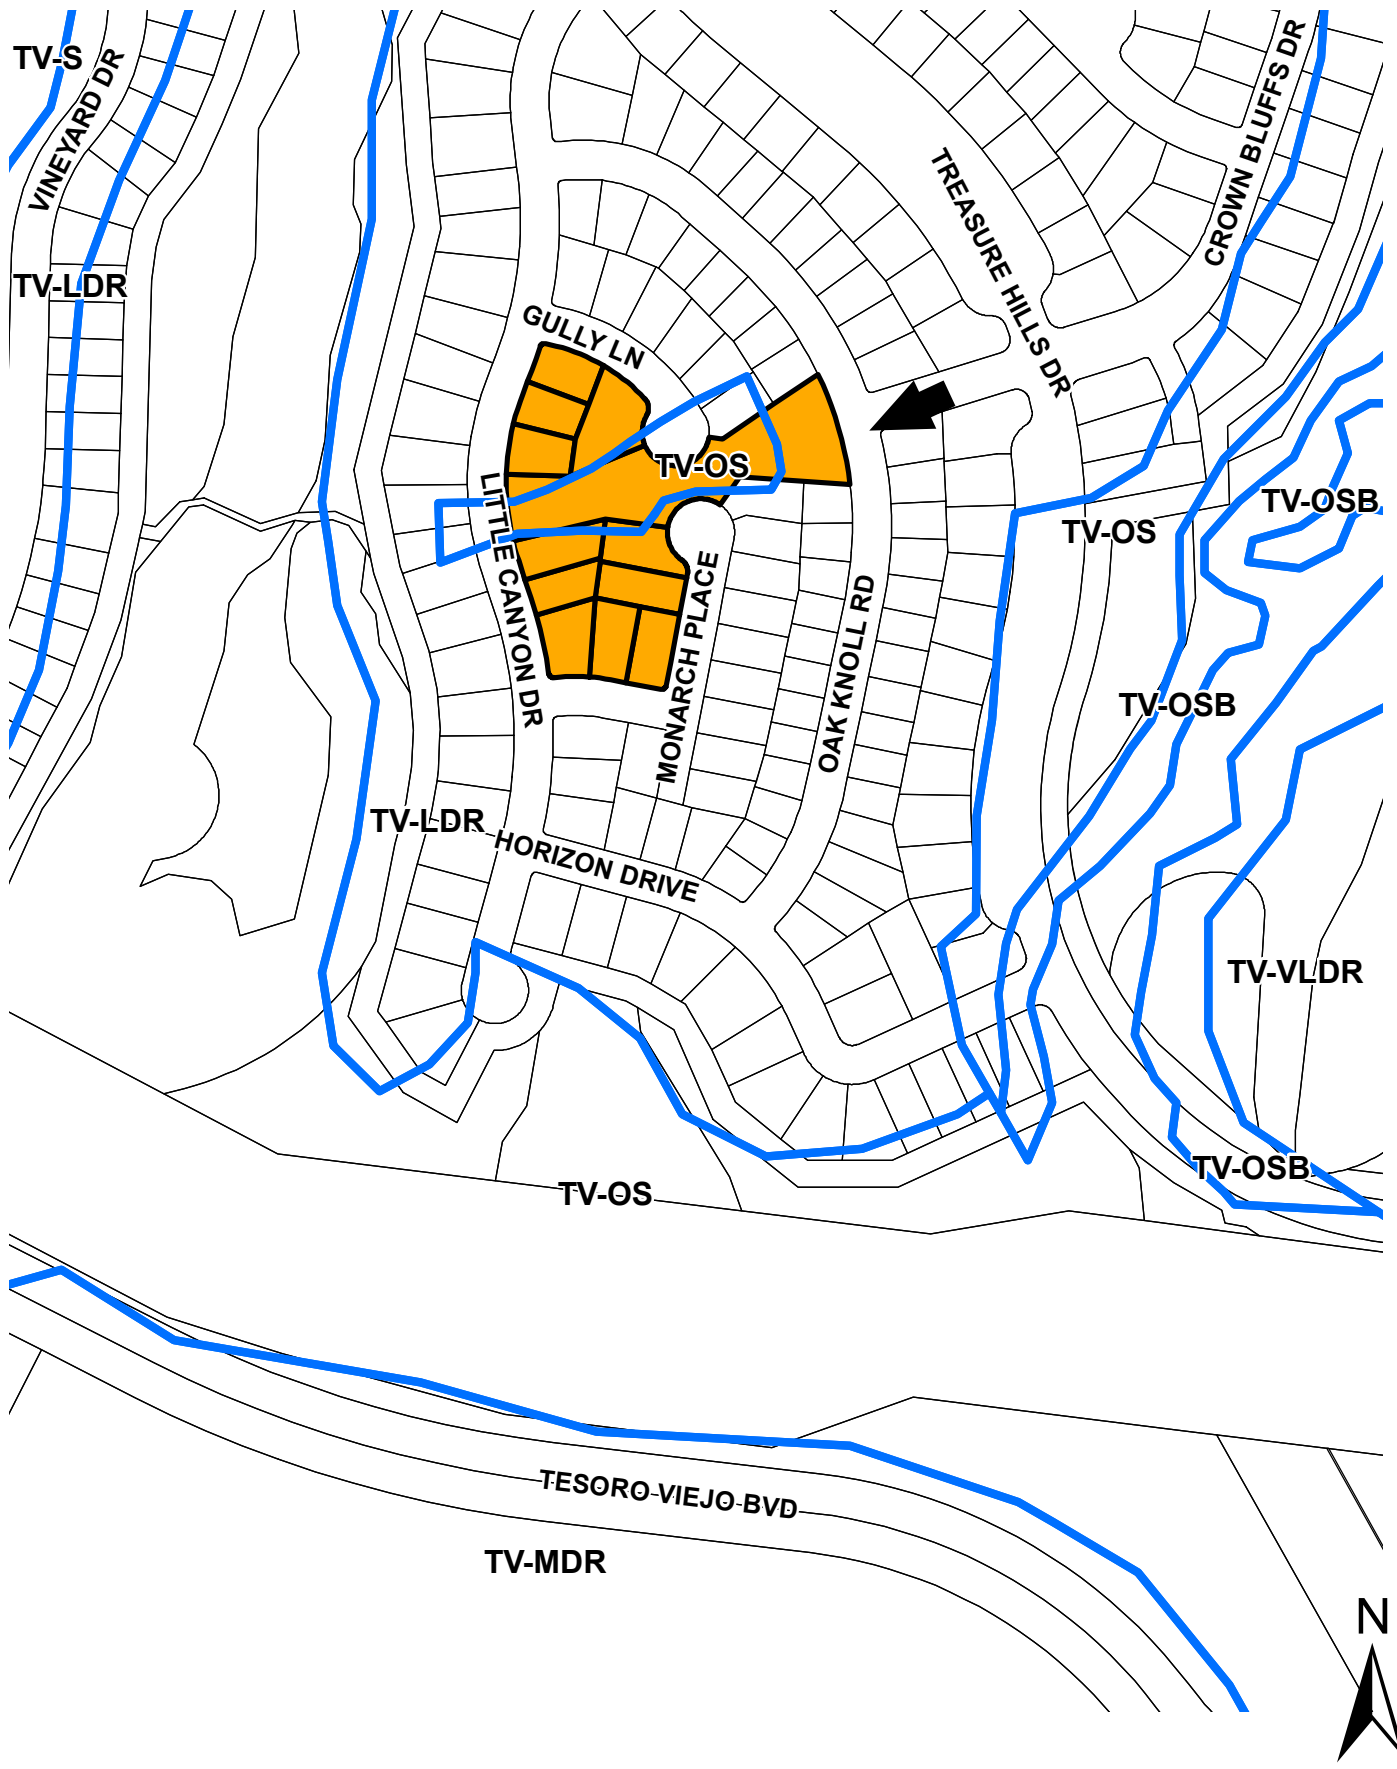 TV-S
VINEYARD DR
CROWN BLUFFS DR
TREASURE HILLS DR
TV-LDR
GULLY LN
TV-OS
TV-OSB
TV-OS
LITTLE CANYON DR
MONARCH PLACE
OAK KNOLL RD
TV-OSB
TV-LDR
HORIZON DRIVE
TV-VLDR
TV-OSB
TV-OS
TESORO VIEJO BVD
TV-MDR
N